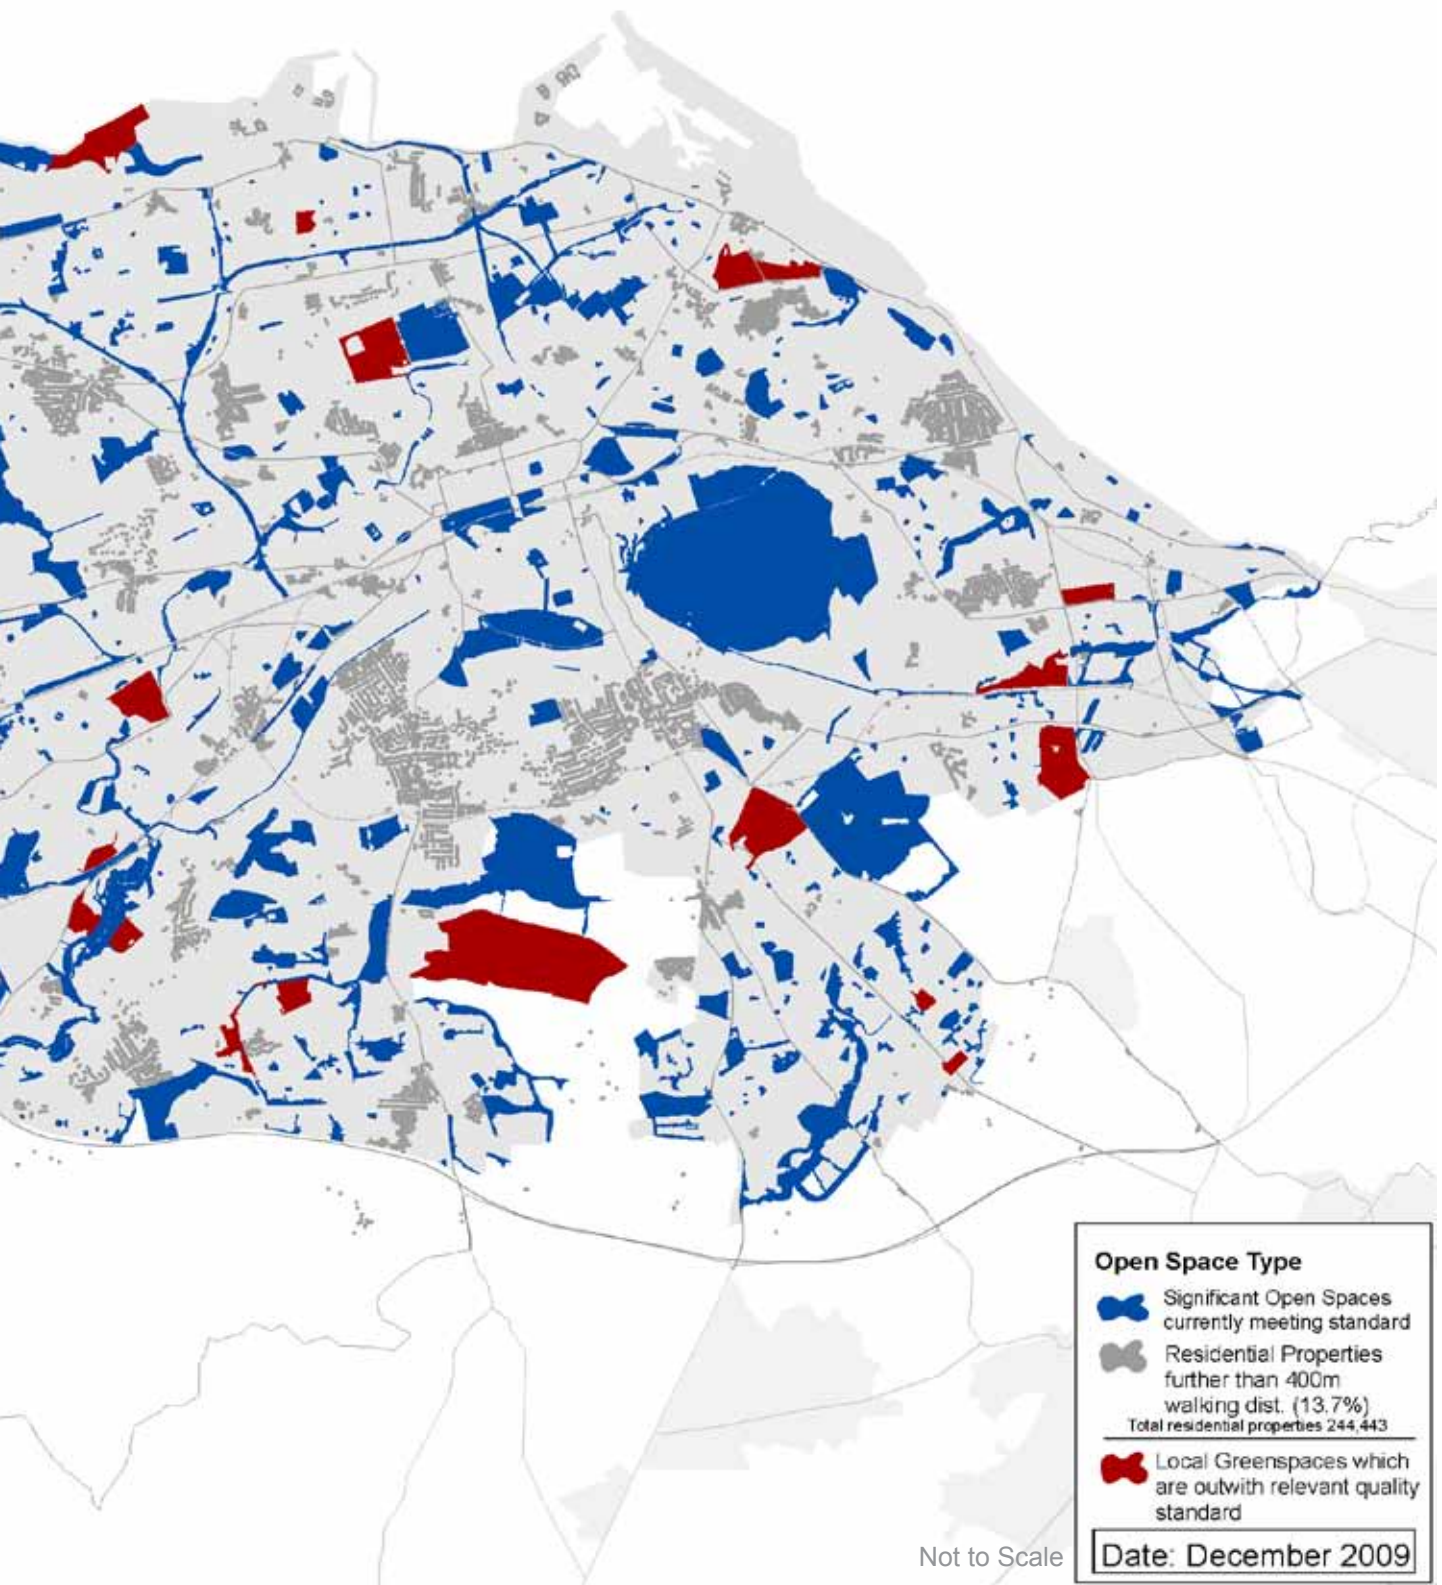 Open Space Type
Significant Open Spaces
currently meeting standard
Residential Properties
further than 400m
walking dist. (13.7%)
Total residential properties 244,443
Local Greenspaces which
are outwith relevant quality
standard
Not to Scale
Date: December 2009